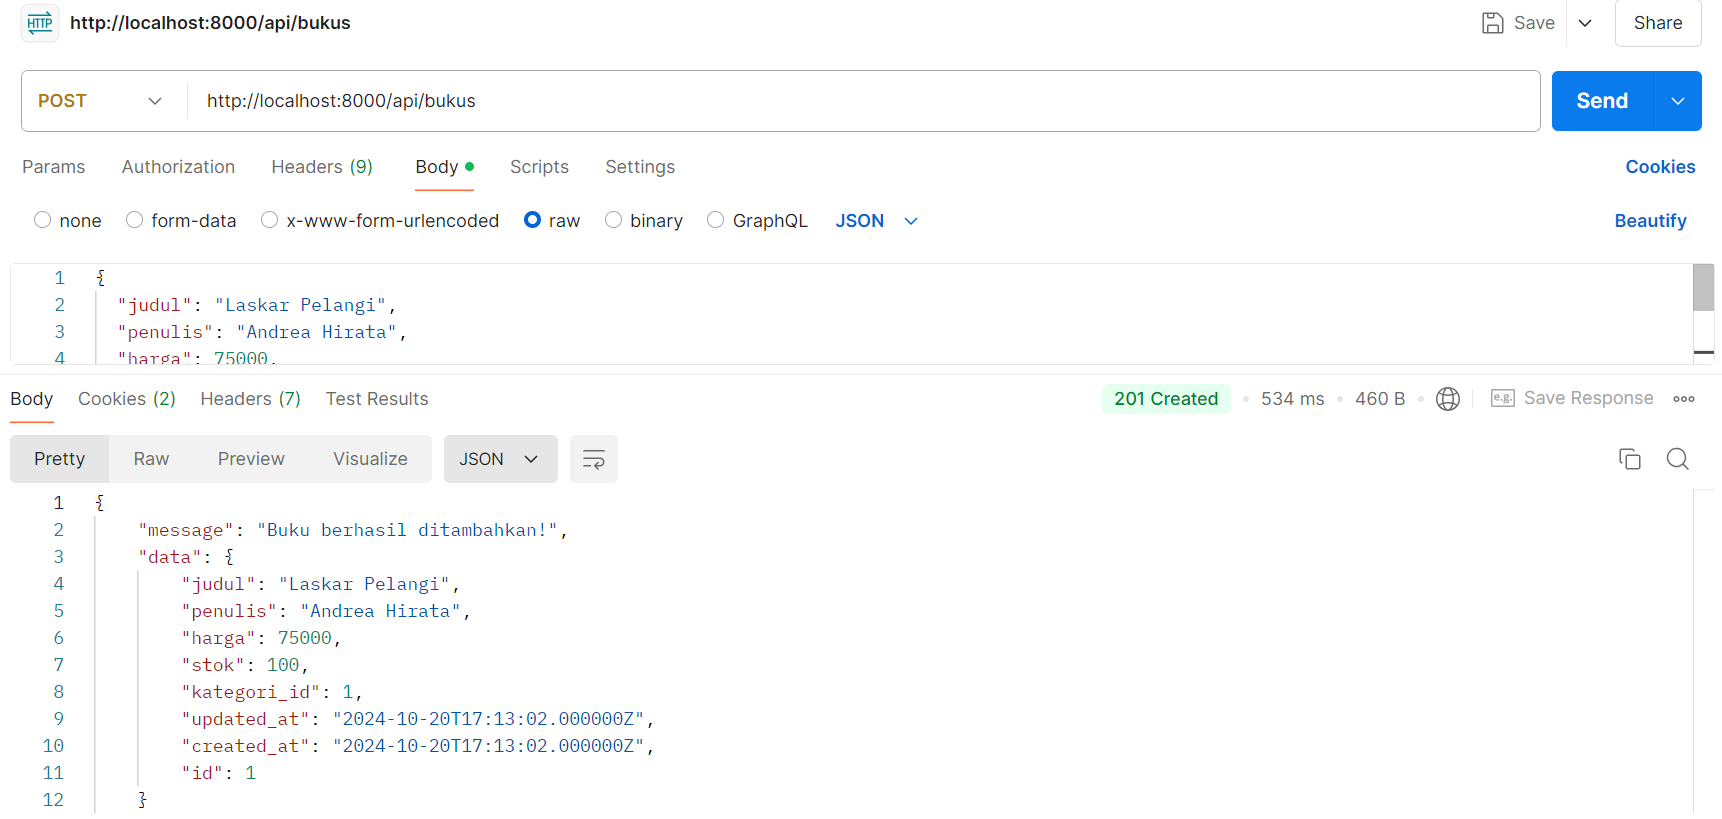 HTTP http://localhost:8000/api/bukus Save Share
POST http://localhost:8000/api/bukus Send
Params Authorization Headers (9) Body Scripts Settings Cookies
none form-data x-www-form-urlencoded raw binary GraphQL JSON Beautify
1 {
2 "judul": "Laskar Pelangi",
3 "penulis": "Andrea Hirata",
4 "harga": 75000,
Body Cookies (2) Headers (7) Test Results 201 Created 534 ms 460 B e.g. Save Response
Pretty Raw Preview Visualize JSON
1 {
2 "message": "Buku berhasil ditambahkan!",
3 "data": {
4 "judul": "Laskar Pelangi",
5 "penulis": "Andrea Hirata",
6 "harga": 75000,
7 "stok": 100,
8 "kategori_id": 1,
9 "updated_at": "2024-10-20T17:13:02.000000Z",
10 "created_at": "2024-10-20T17:13:02.000000Z",
11 "id": 1
12 }